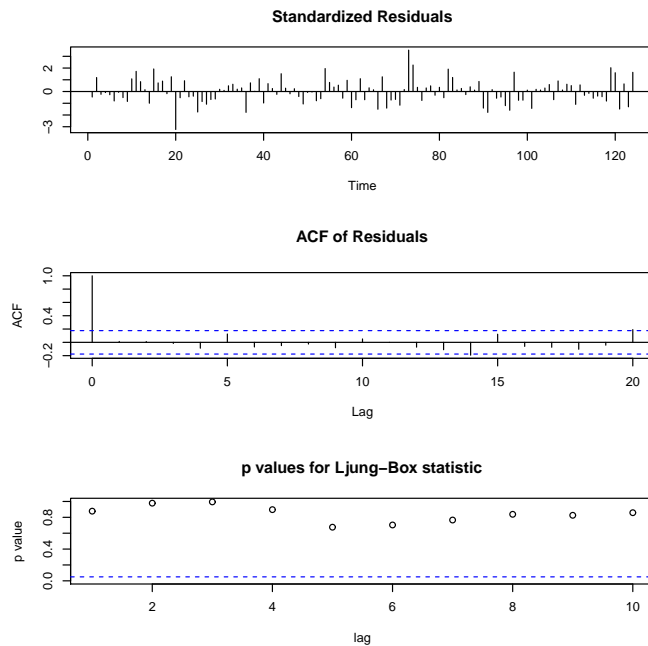 Standardized Residuals
2
0
−3
0 20 40 60 80 100 120
Time
ACF of Residuals
1.0
0.4
−0.2
ACF
0 5 10 15 20
Lag
p values for Ljung−Box statistic
0.8
0.4
0.0
p value
2 4 6 8 10
lag